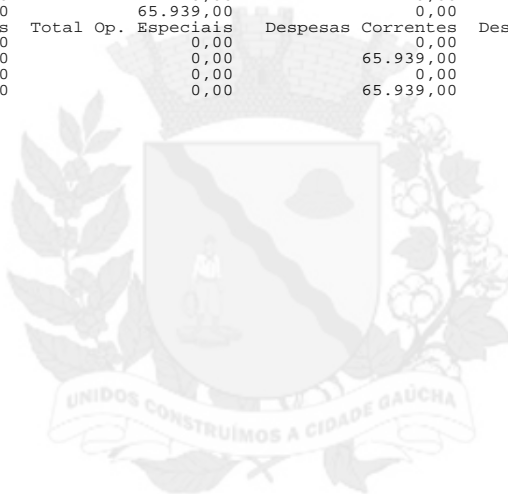 0 65.939,00 0,00
s Total Op. Especiais Despesas Correntes Des
0 0,00 0,00
0 0,00 65.939,00
0 0,00 0,00
0 0,00 65.939,00
UNIDOS CONSTRUÍMOS A CIDADE GAÚCHA